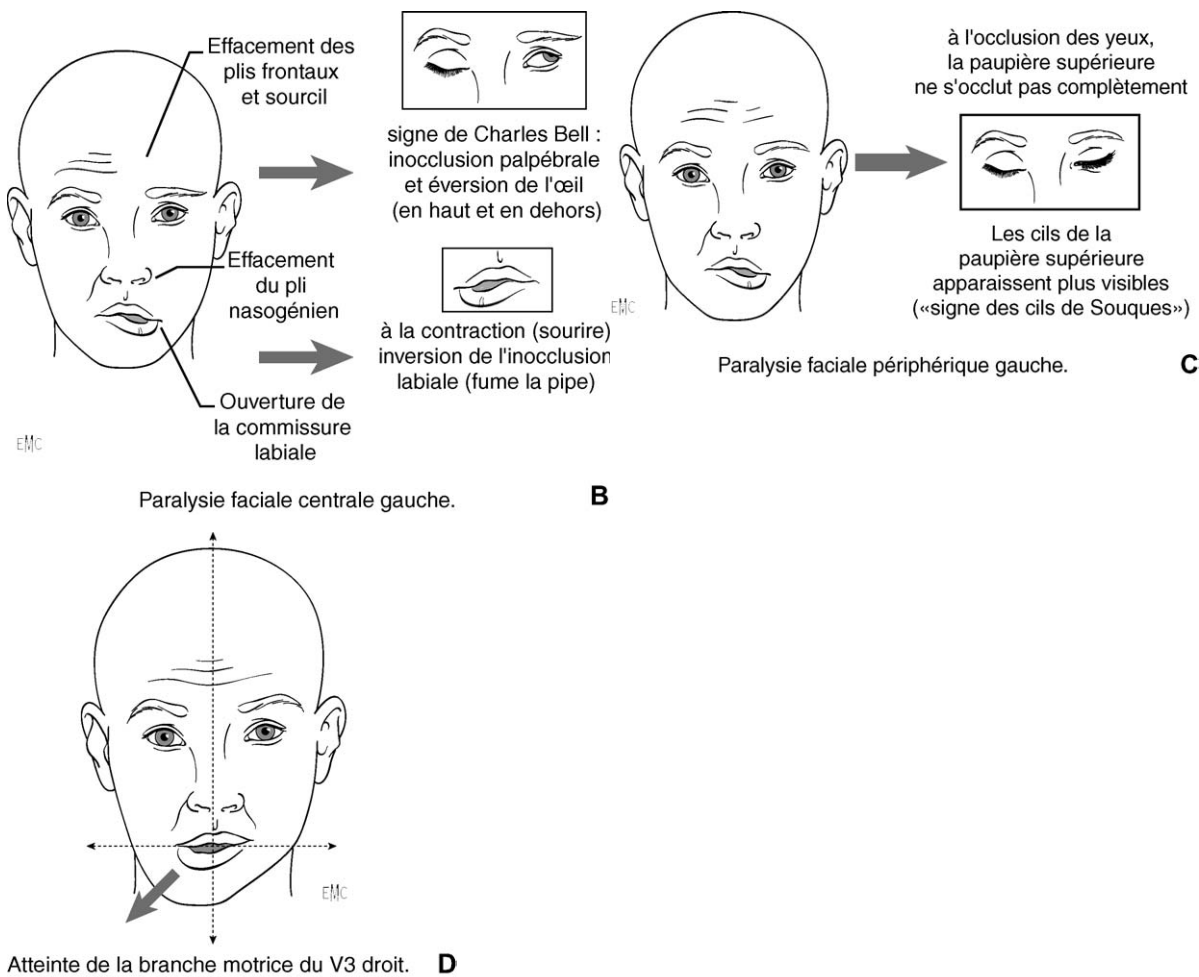 Effacement des
plis frontaux
et sourcil
signe de Charles Bell :
inocclusion palpébrale
et éversion de l'œil
(en haut et en dehors)
Effacement
du pli
nasogénien
à la contraction (sourire)
inversion de l'inocclusion
labiale (fume la pipe)
Ouverture de
la commissure
labiale
EMC
Paralysie faciale centrale gauche.
B
à l'occlusion des yeux,
la paupière supérieure
ne s'occlut pas complètement
Les cils de la
paupière supérieure
apparaissent plus visibles
(«signe des cils de Souques»)
EMC
Paralysie faciale périphérique gauche.
C
EMC
Atteinte de la branche motrice du V3 droit.
D